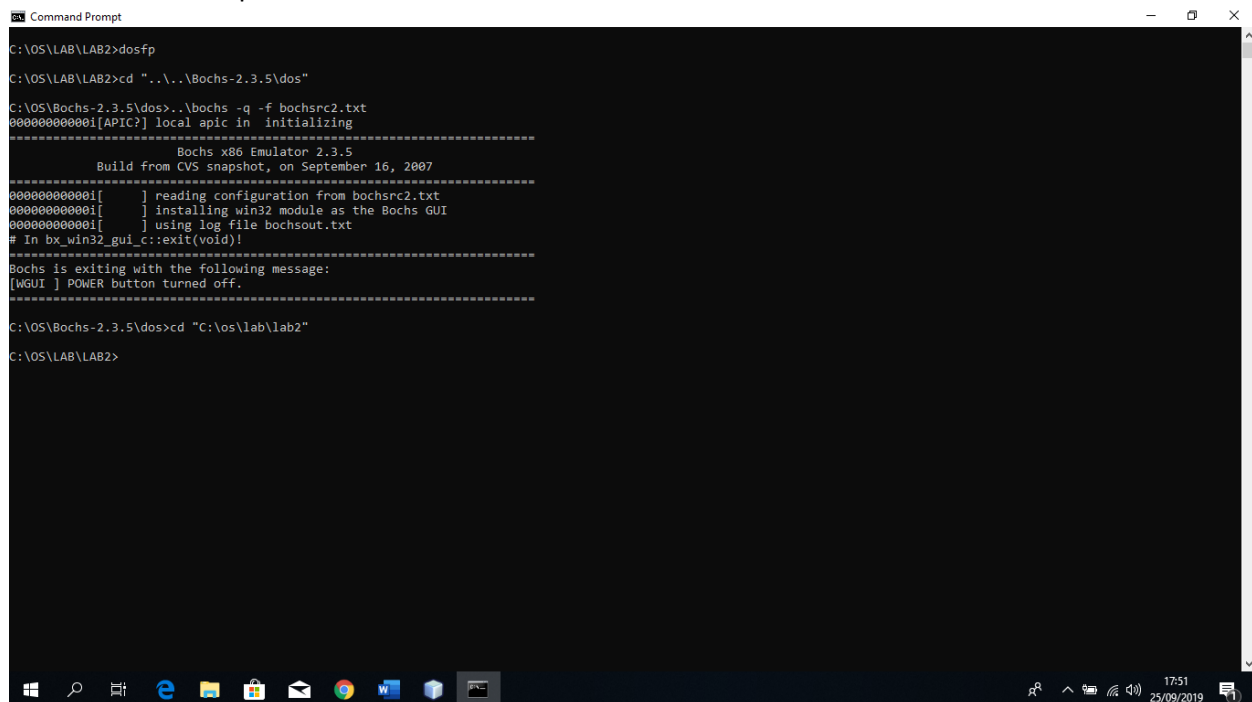 Command Prompt
C:\OS\LAB\LAB2>dosfp
C:\OS\LAB\LAB2>cd "..\..\Bochs-2.3.5\dos"
C:\OS\Bochs-2.3.5\dos>..\bochs -q -f bochsrc2.txt
00000000000i[APIC?] local apic in  initializing
========================================================================
                       Bochs x86 Emulator 2.3.5
            Build from CVS snapshot, on September 16, 2007
========================================================================
00000000000i[     ] reading configuration from bochsrc2.txt
00000000000i[     ] installing win32 module as the Bochs GUI
00000000000i[     ] using log file bochsout.txt
# In bx_win32_gui_c::exit(void)!
========================================================================
Bochs is exiting with the following message:
[WGUI ] POWER button turned off.
========================================================================
C:\OS\Bochs-2.3.5\dos>cd "C:\os\lab\lab2"
C:\OS\LAB\LAB2>
17:51
25/09/2019